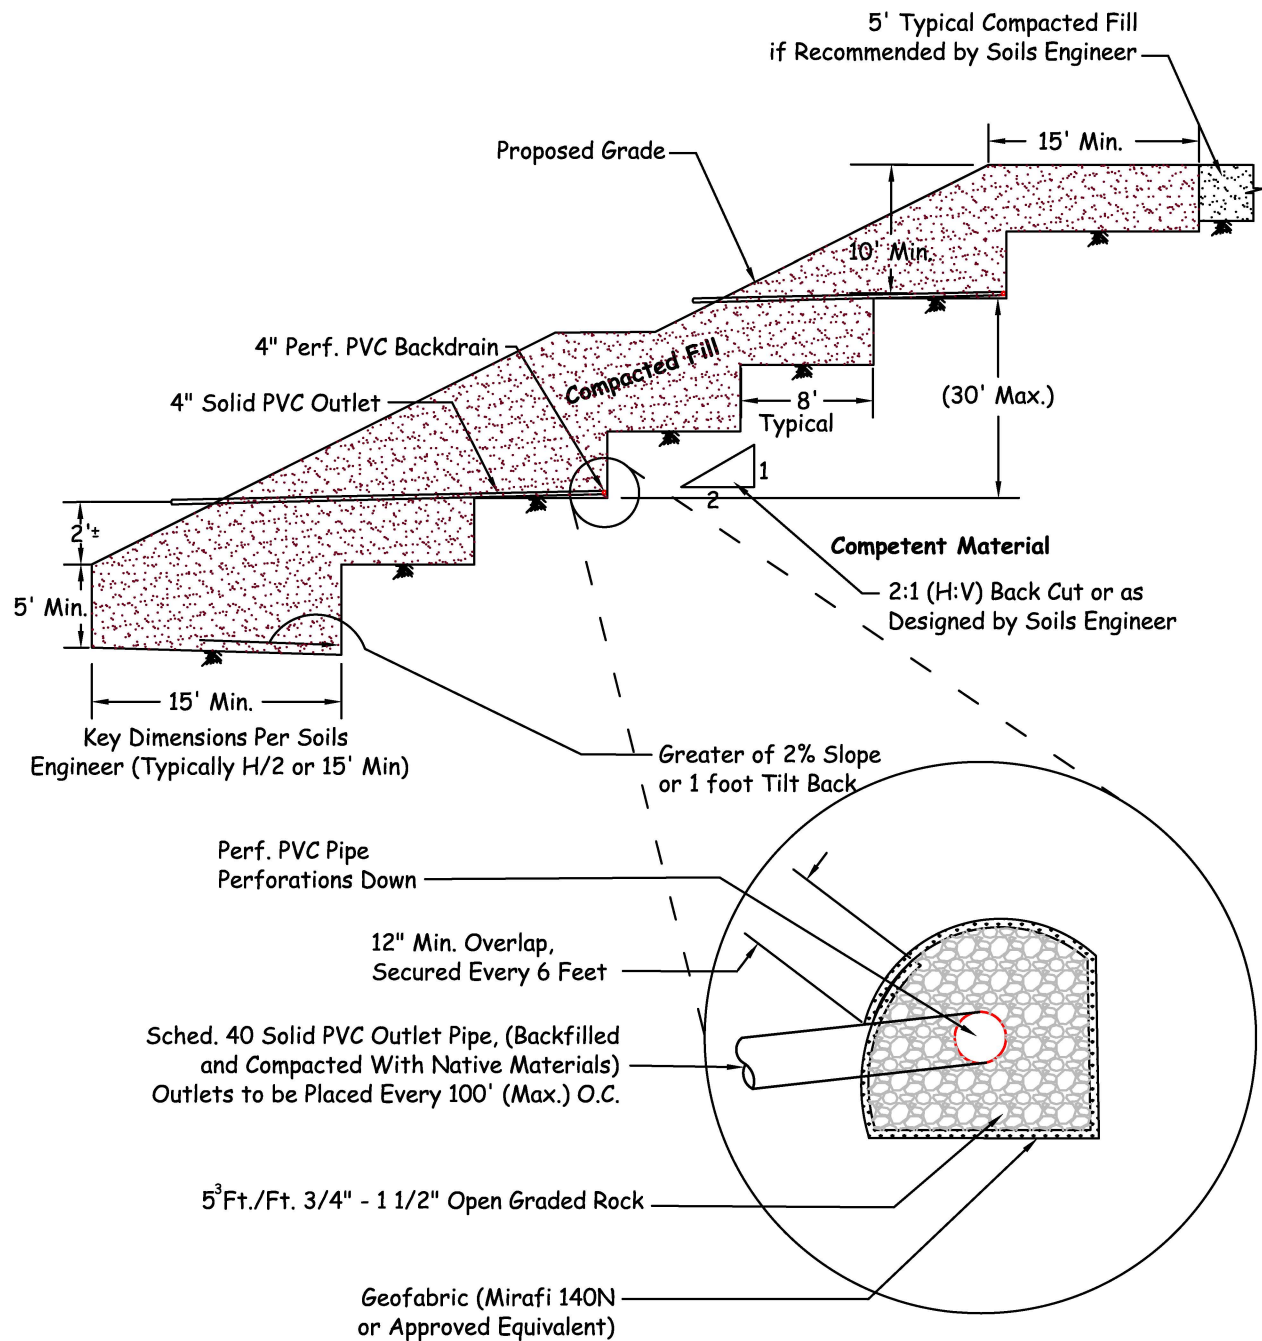 5' Typical Compacted Fill
if Recommended by Soils Engineer
15' Min.
Proposed Grade
10' Min.
4" Perf. PVC Backdrain
Compacted Fill
4" Solid PVC Outlet
8'
Typical
(30' Max.)
1
2
2'±
Competent Material
5' Min.
2:1 (H:V) Back Cut or as
Designed by Soils Engineer
15' Min.
Key Dimensions Per Soils
Engineer (Typically H/2 or 15' Min)
Greater of 2% Slope
or 1 foot Tilt Back
Perf. PVC Pipe
Perforations Down
12" Min. Overlap,
Secured Every 6 Feet
Sched. 40 Solid PVC Outlet Pipe, (Backfilled
and Compacted With Native Materials)
Outlets to be Placed Every 100' (Max.) O.C.
5³Ft./Ft. 3/4" - 1 1/2" Open Graded Rock
Geofabric (Mirafi 140N
or Approved Equivalent)